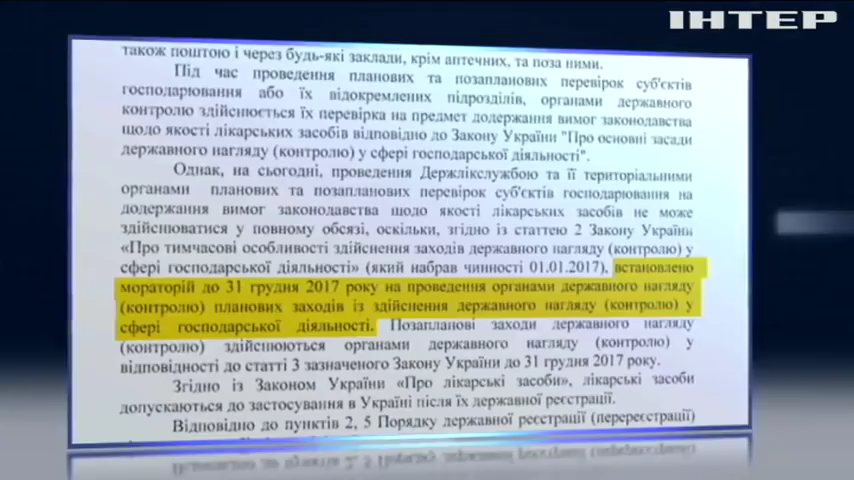 ІНТЕР
також поштою і через будь-які заклади, крім аптечних, та поза ними.
Під час проведення планових та позапланових перевірок суб'єктів
господарювання або їх відокремлених підрозділів, органами державного
контролю здійснюється їх перевірка на предмет додержання вимог законодавства
щодо якості лікарських засобів відповідно до Закону України "Про основні засади
державного нагляду (контролю) у сфері господарської діяльності".
Однак, на сьогодні, проведення Держлікслужбою та її територіальними
органами планових та позапланових перевірок суб'єктів господарювання на
додержання вимог законодавства щодо якості лікарських засобів не може
здійснюватися у повному обсязі, оскільки, згідно із статтею 2 Закону України
«Про тимчасові особливості здійснення заходів державного нагляду (контролю) у
сфері господарської діяльності» (який набрав чинності 01.01.2017), встановлено
мораторій до 31 грудня 2017 року на проведення органами державного нагляду
(контролю) планових заходів із здійснення державного нагляду (контролю) у
сфері господарської діяльності. Позапланові заходи державного нагляду
(контролю) здійснюються органами державного нагляду (контролю) у
відповідності до статті 3 зазначеного Закону України до 31 грудня 2017 року.
Згідно із Законом України «Про лікарські засоби», лікарські засоби
допускаються до застосування в Україні після їх державної реєстрації.
Відповідно до пунктів 2, 5 Порядку державної реєстрації (перереєстрації)